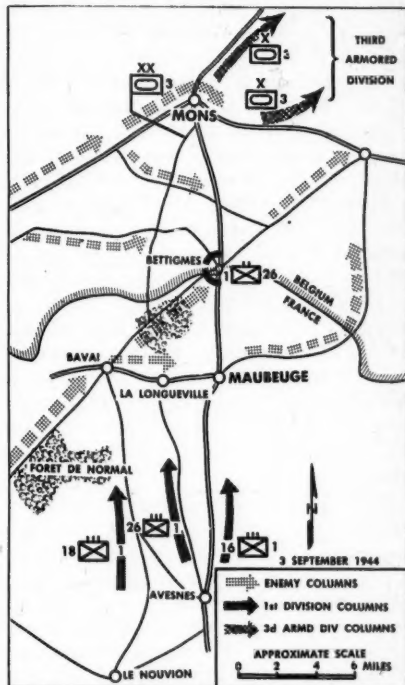 THIRD
ARMORED
DIVISION
X
3
XX
3
X
3
MONS
BETTIGMES
1 26
BELGIUM
FRANCE
BAVAI
MAUBEUGE
LA LONGUEVILLE
FORET DE NORMAL
N
26 1
18 1
16 1
3 SEPTEMBER 1944
AVESNES
LE NOUVION
ENEMY COLUMNS
1st DIVISION COLUMNS
3d ARMD DIV COLUMNS
APPROXIMATE SCALE
0 2 4 6
MILES